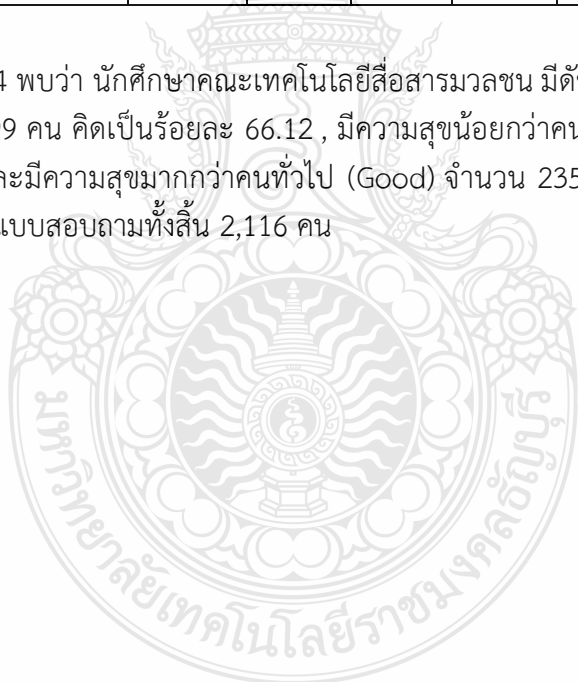 4 พบว่า นักศึกษาคณะเทคโนโลยีสื่อสารมวลชน มีดัช
99 คน คิดเป็นร้อยละ 66.12 , มีความสุขน้อยกว่าคน
ละมีความสุขมากกว่าคนทั่วไป (Good) จำนวน 235
แบบสอบถามทั้งสิ้น 2,116 คน
มหาวิทยาลัยเทคโนโลยีราชมงคลธัญบุรี